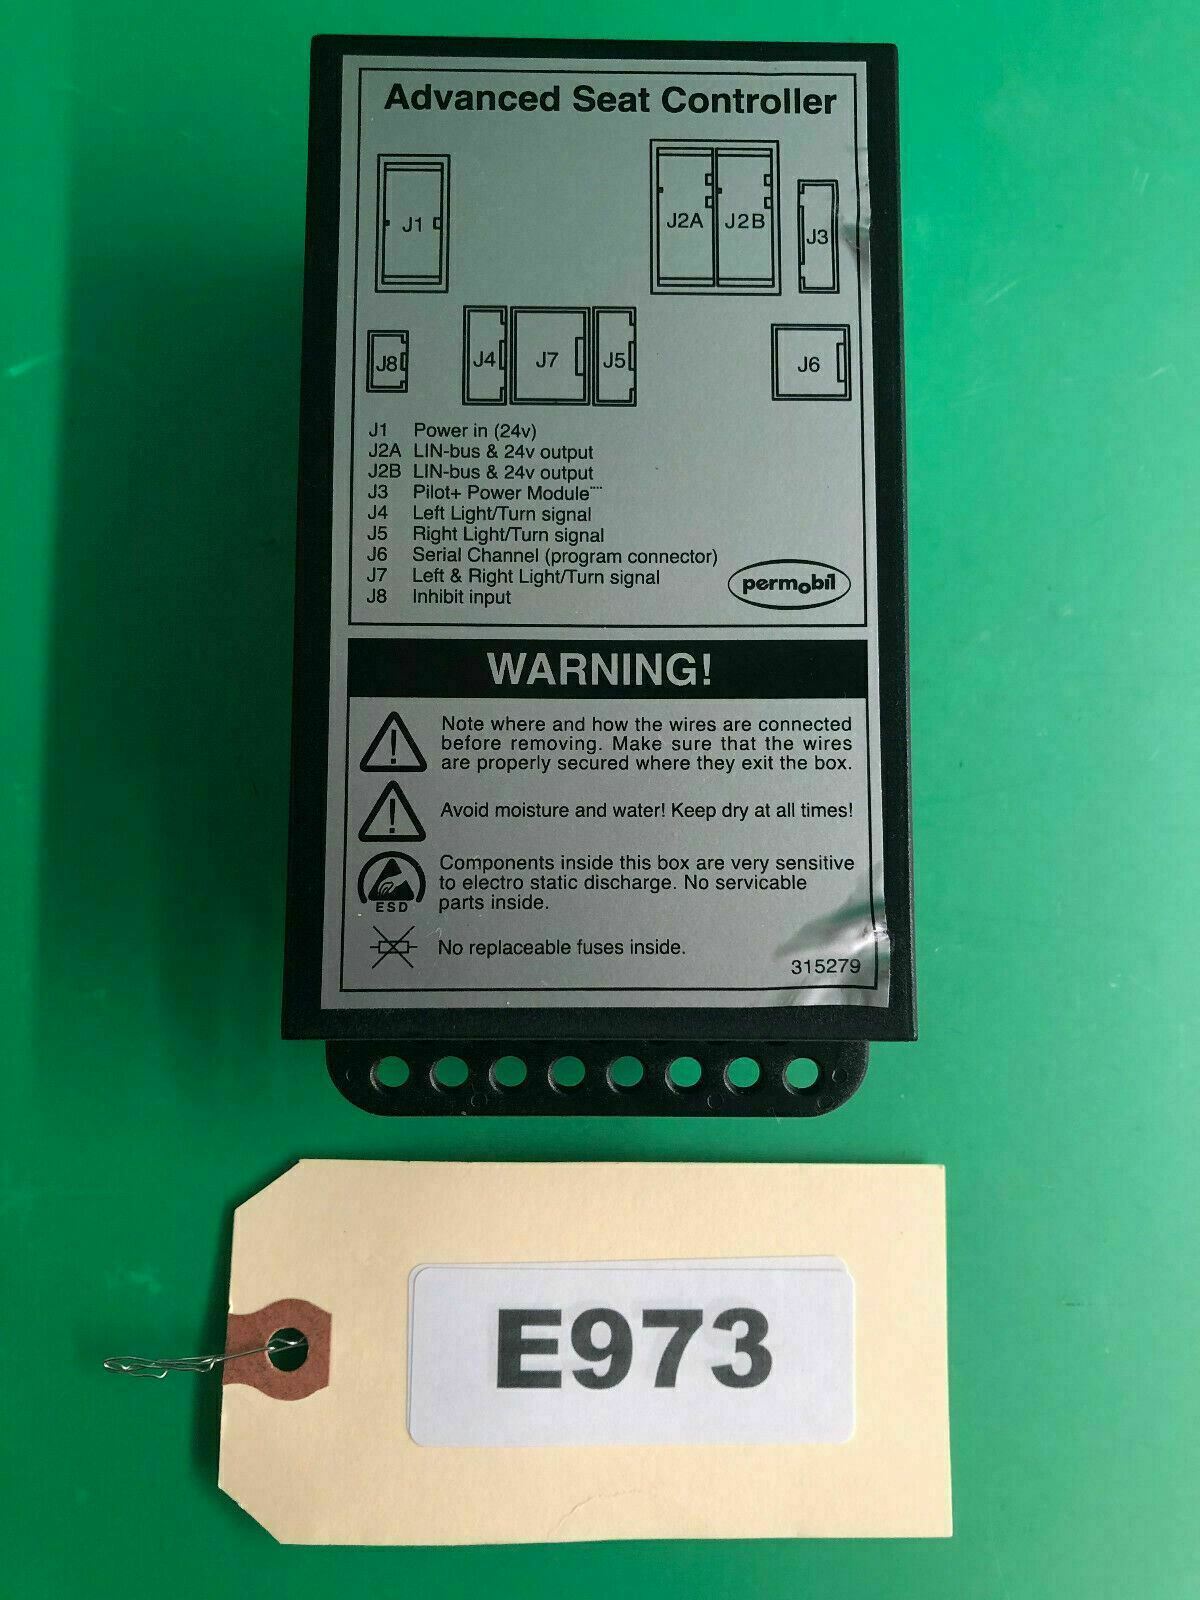 Advanced Seat Controller
J1
J2A
J2B
J3
J8
J4
J7
J5
J6
J1 Power in (24v)
J2A LIN-bus & 24v output
J2B LIN-bus & 24v output
J3 Pilot+ Power Module
J4 Left Light/Turn signal
J5 Right Light/Turn signal
J6 Serial Channel (program connector)
J7 Left & Right Light/Turn signal
J8 Inhibit input
permobil
WARNING!
Note where and how the wires are connected
before removing. Make sure that the wires
are properly secured where they exit the box.
Avoid moisture and water! Keep dry at all times!
Components inside this box are very sensitive
to electro static discharge. No servicable
parts inside.
ESD
No replaceable fuses inside.
315279
E973